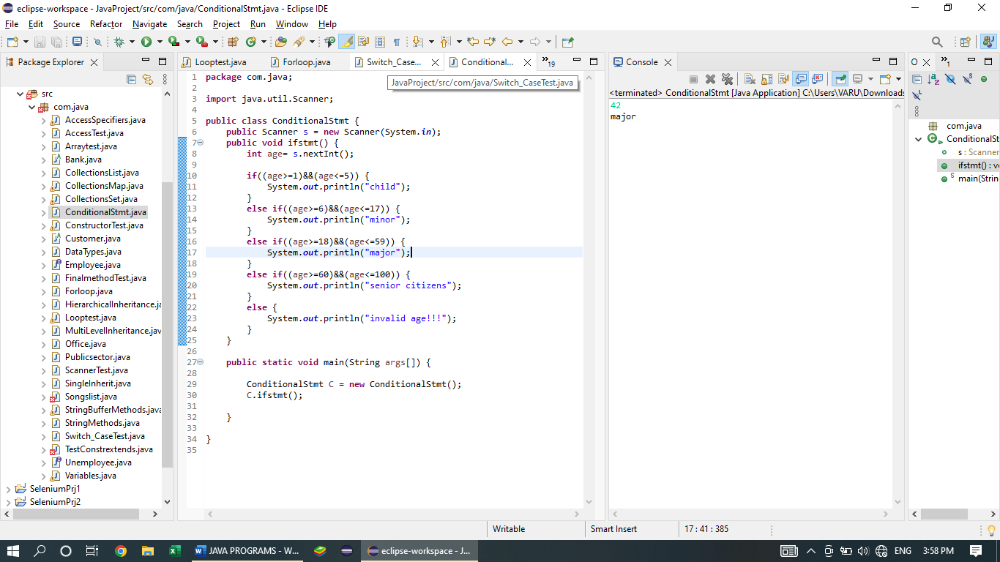 eclipse-workspace - JavaProject/src/com/java/ConditionalStmt.java - Eclipse IDE
File Edit Source Refactor Navigate Search Project Run Window Help
Package Explorer
src
com.java
AccessSpecifiers.java
AccessTest.java
Arraytest.java
Bank.java
CollectionsList.java
CollectionsMap.java
CollectionsSet.java
ConditionalStmt.java
ConstructorTest.java
Customer.java
DataTypes.java
Employee.java
FinalmethodTest.java
Forloop.java
HierarchicalInheritance.ja
Looptest.java
MultiLevelInheritance.jav
Office.java
Publicsector.java
ScannerTest.java
SingleInherit.java
Songslist.java
StringBufferMethods.java
StringMethods.java
Switch_CaseTest.java
TestConstrextends.java
Unemployee.java
Variables.java
SeleniumPrj1
SeleniumPrj2
Looptest.java Forloop.java Switch_Case... Conditional... 19
JavaProject/src/com/java/Switch_CaseTest.java
1 package com.java;
2
3 import java.util.Scanner;
4
5 public class ConditionalStmt {
6 public Scanner s = new Scanner(System.in);
7 public void ifstmt() {
8 int age= s.nextInt();
9
10 if((age>=1)&&(age<=5)) {
11 System.out.println("child");
12 }
13 else if((age>=6)&&(age<=17)) {
14 System.out.println("minor");
15 }
16 else if((age>=18)&&(age<=59)) {
17 System.out.println("major");
18 }
19 else if((age>=60)&&(age<=100)) {
20 System.out.println("senior citizens");
21 }
22 else {
23 System.out.println("invalid age!!!");
24 }
25 }
26
27 public static void main(String args[]) {
28
29 ConditionalStmt C = new ConditionalStmt();
30 C.ifstmt();
31
32 }
33
34 }
35
Console
<terminated> ConditionalStmt [Java Application] C:\Users\VARU\Downloads
42
major
O 1
com.java
ConditionalSt
s : Scanner
ifstmt() : vo
main(Strin
Writable Smart Insert 17 : 41 : 385
JAVA PROGRAMS - W... eclipse-workspace - J... ENG 3:58 PM